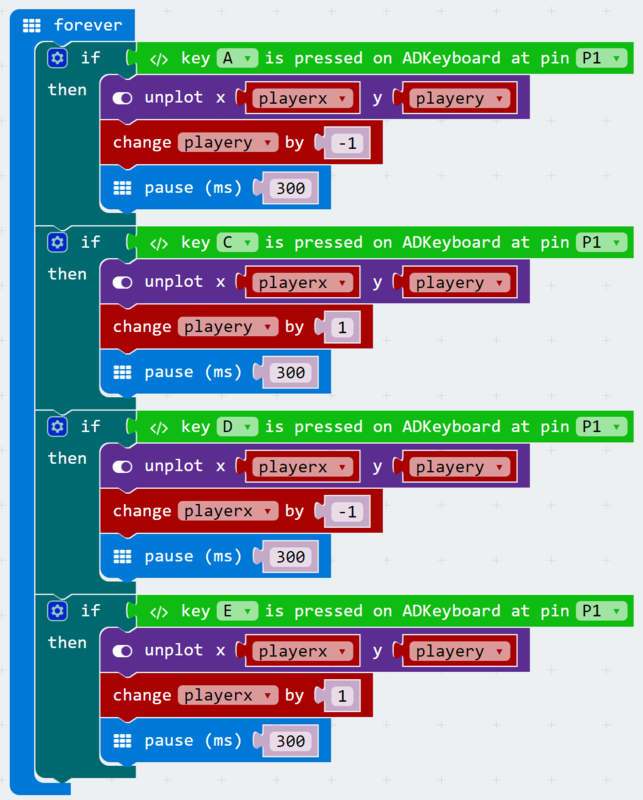 forever
if </> key A is pressed on ADKeyboard at pin P1
then unplot x playerx y playery
change playery by -1
pause (ms) 300
if </> key C is pressed on ADKeyboard at pin P1
then unplot x playerx y playery
change playery by 1
pause (ms) 300
if </> key D is pressed on ADKeyboard at pin P1
then unplot x playerx y playery
change playerx by -1
pause (ms) 300
if </> key E is pressed on ADKeyboard at pin P1
then unplot x playerx y playery
change playerx by 1
pause (ms) 300